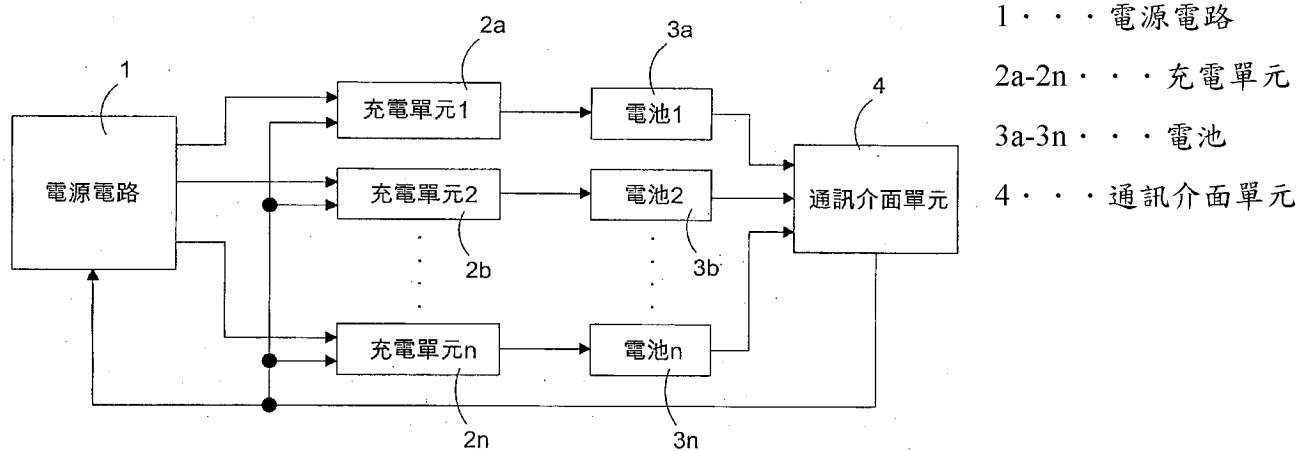 1
2a
3a
4
電源電路
充電單元1
電池1
充電單元2
電池2
通訊介面單元
2b
3b
充電單元n
電池n
2n
3n
1‧‧‧電源電路
2a-2n‧‧‧充電單元
3a-3n‧‧‧電池
4‧‧‧通訊介面單元